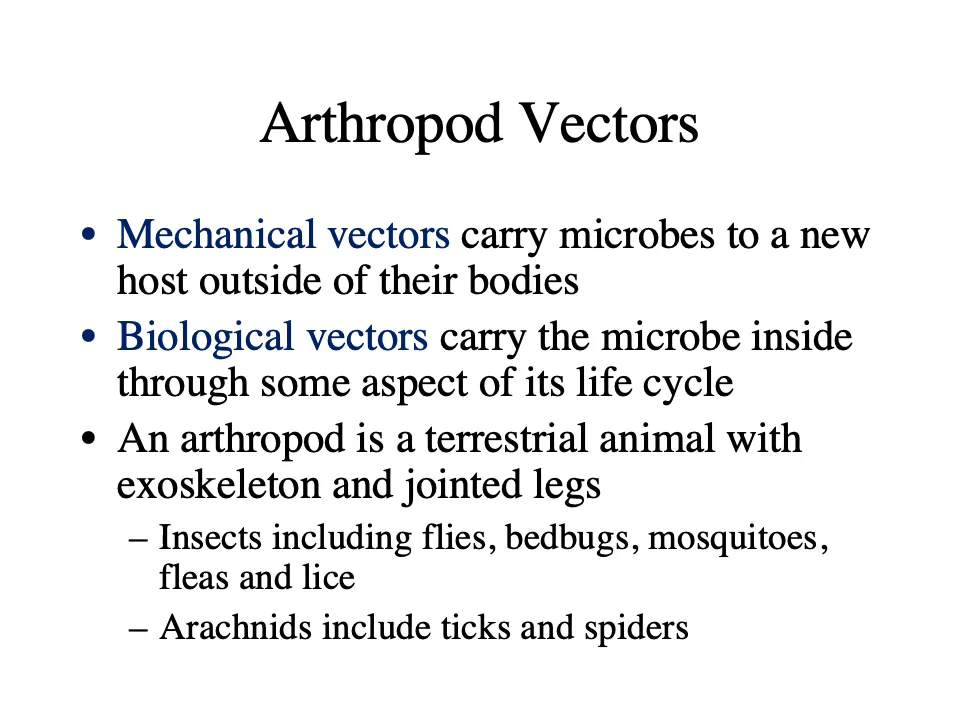 Arthropod Vectors
• Mechanical vectors carry microbes to a new
host outside of their bodies
• Biological vectors carry the microbe inside
through some aspect of its life cycle
• An arthropod is a terrestrial animal with
exoskeleton and jointed legs
– Insects including flies, bedbugs, mosquitoes,
fleas and lice
– Arachnids include ticks and spiders